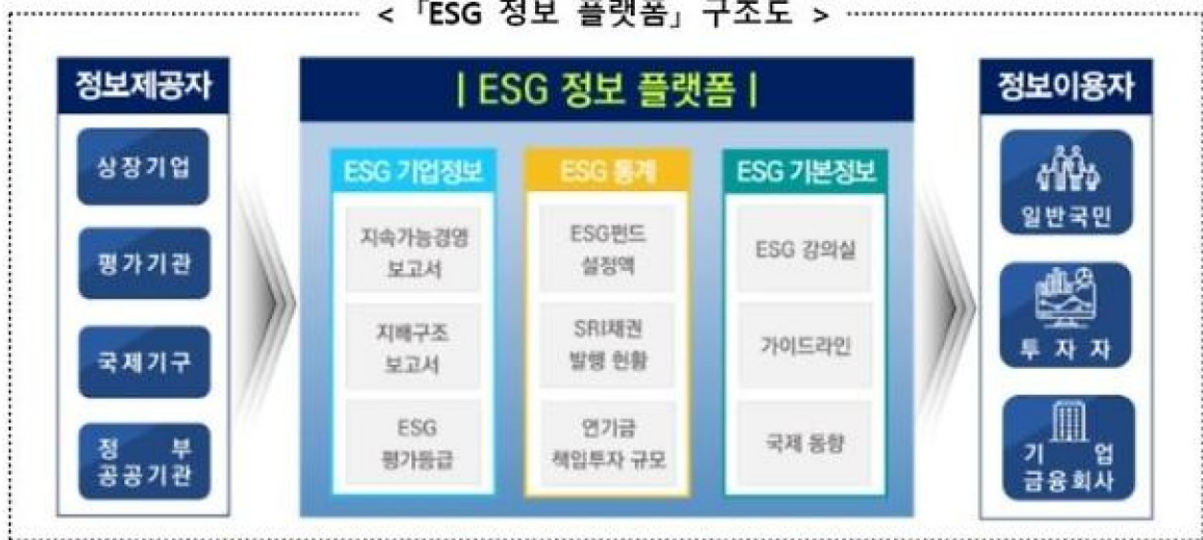 < 「ESG 정보 플랫폼」 구조도 >
정보제공자
상장기업
평가기관
국제기구
정 부
공공기관
| ESG 정보 플랫폼 |
ESG 기업정보
지속가능경영
보고서
지배구조
보고서
ESG
평가등급
ESG 통계
ESG펀드
설정액
SRI채권
발행 현황
연기금
책임투자 규모
ESG 기본정보
ESG 강의실
가이드라인
국제 동향
정보이용자
일반국민
투 자 자
기 업
금융회사